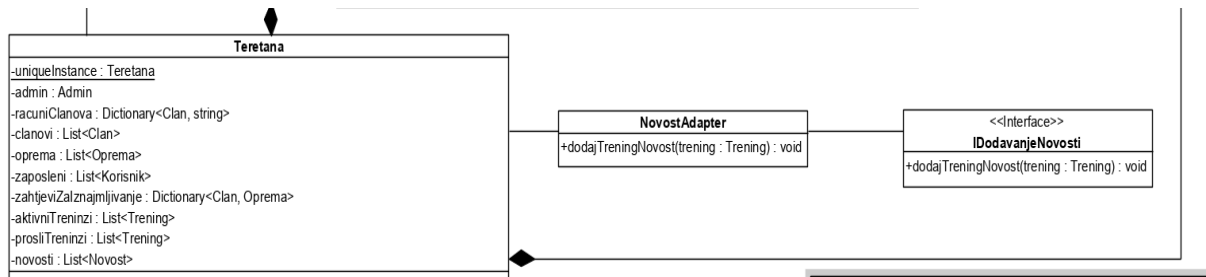 Teretana
-uniqueInstance : Teretana
-admin : Admin
-racuniClanova : Dictionary<Clan, string>
-clanovi : List<Clan>
-oprema : List<Oprema>
-zaposleni : List<Korisnik>
-zahtjeviZaIznajmljivanje : Dictionary<Clan, Oprema>
-aktivniTreninzi : List<Trening>
-prosliTreninzi : List<Trening>
-novosti : List<Novost>
NovostAdapter
+dodajTreningNovost(trening : Trening) : void
<<Interface>>
IDodavanjeNovosti
+dodajTreningNovost(trening : Trening) : void